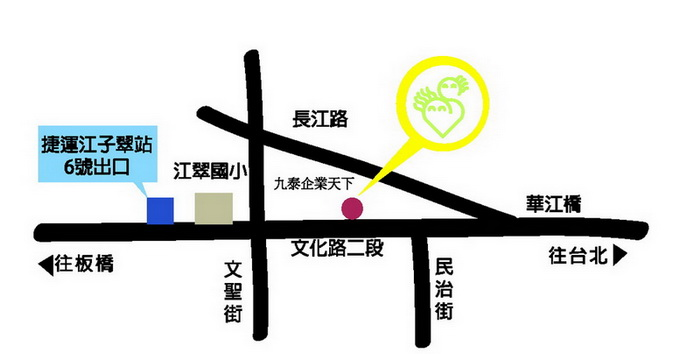 長江路
捷運江子翠站
6號出口
江翠國小
九泰企業天下
華江橋
文化路二段
往台北▶
◀往板橋
文聖街
民治街